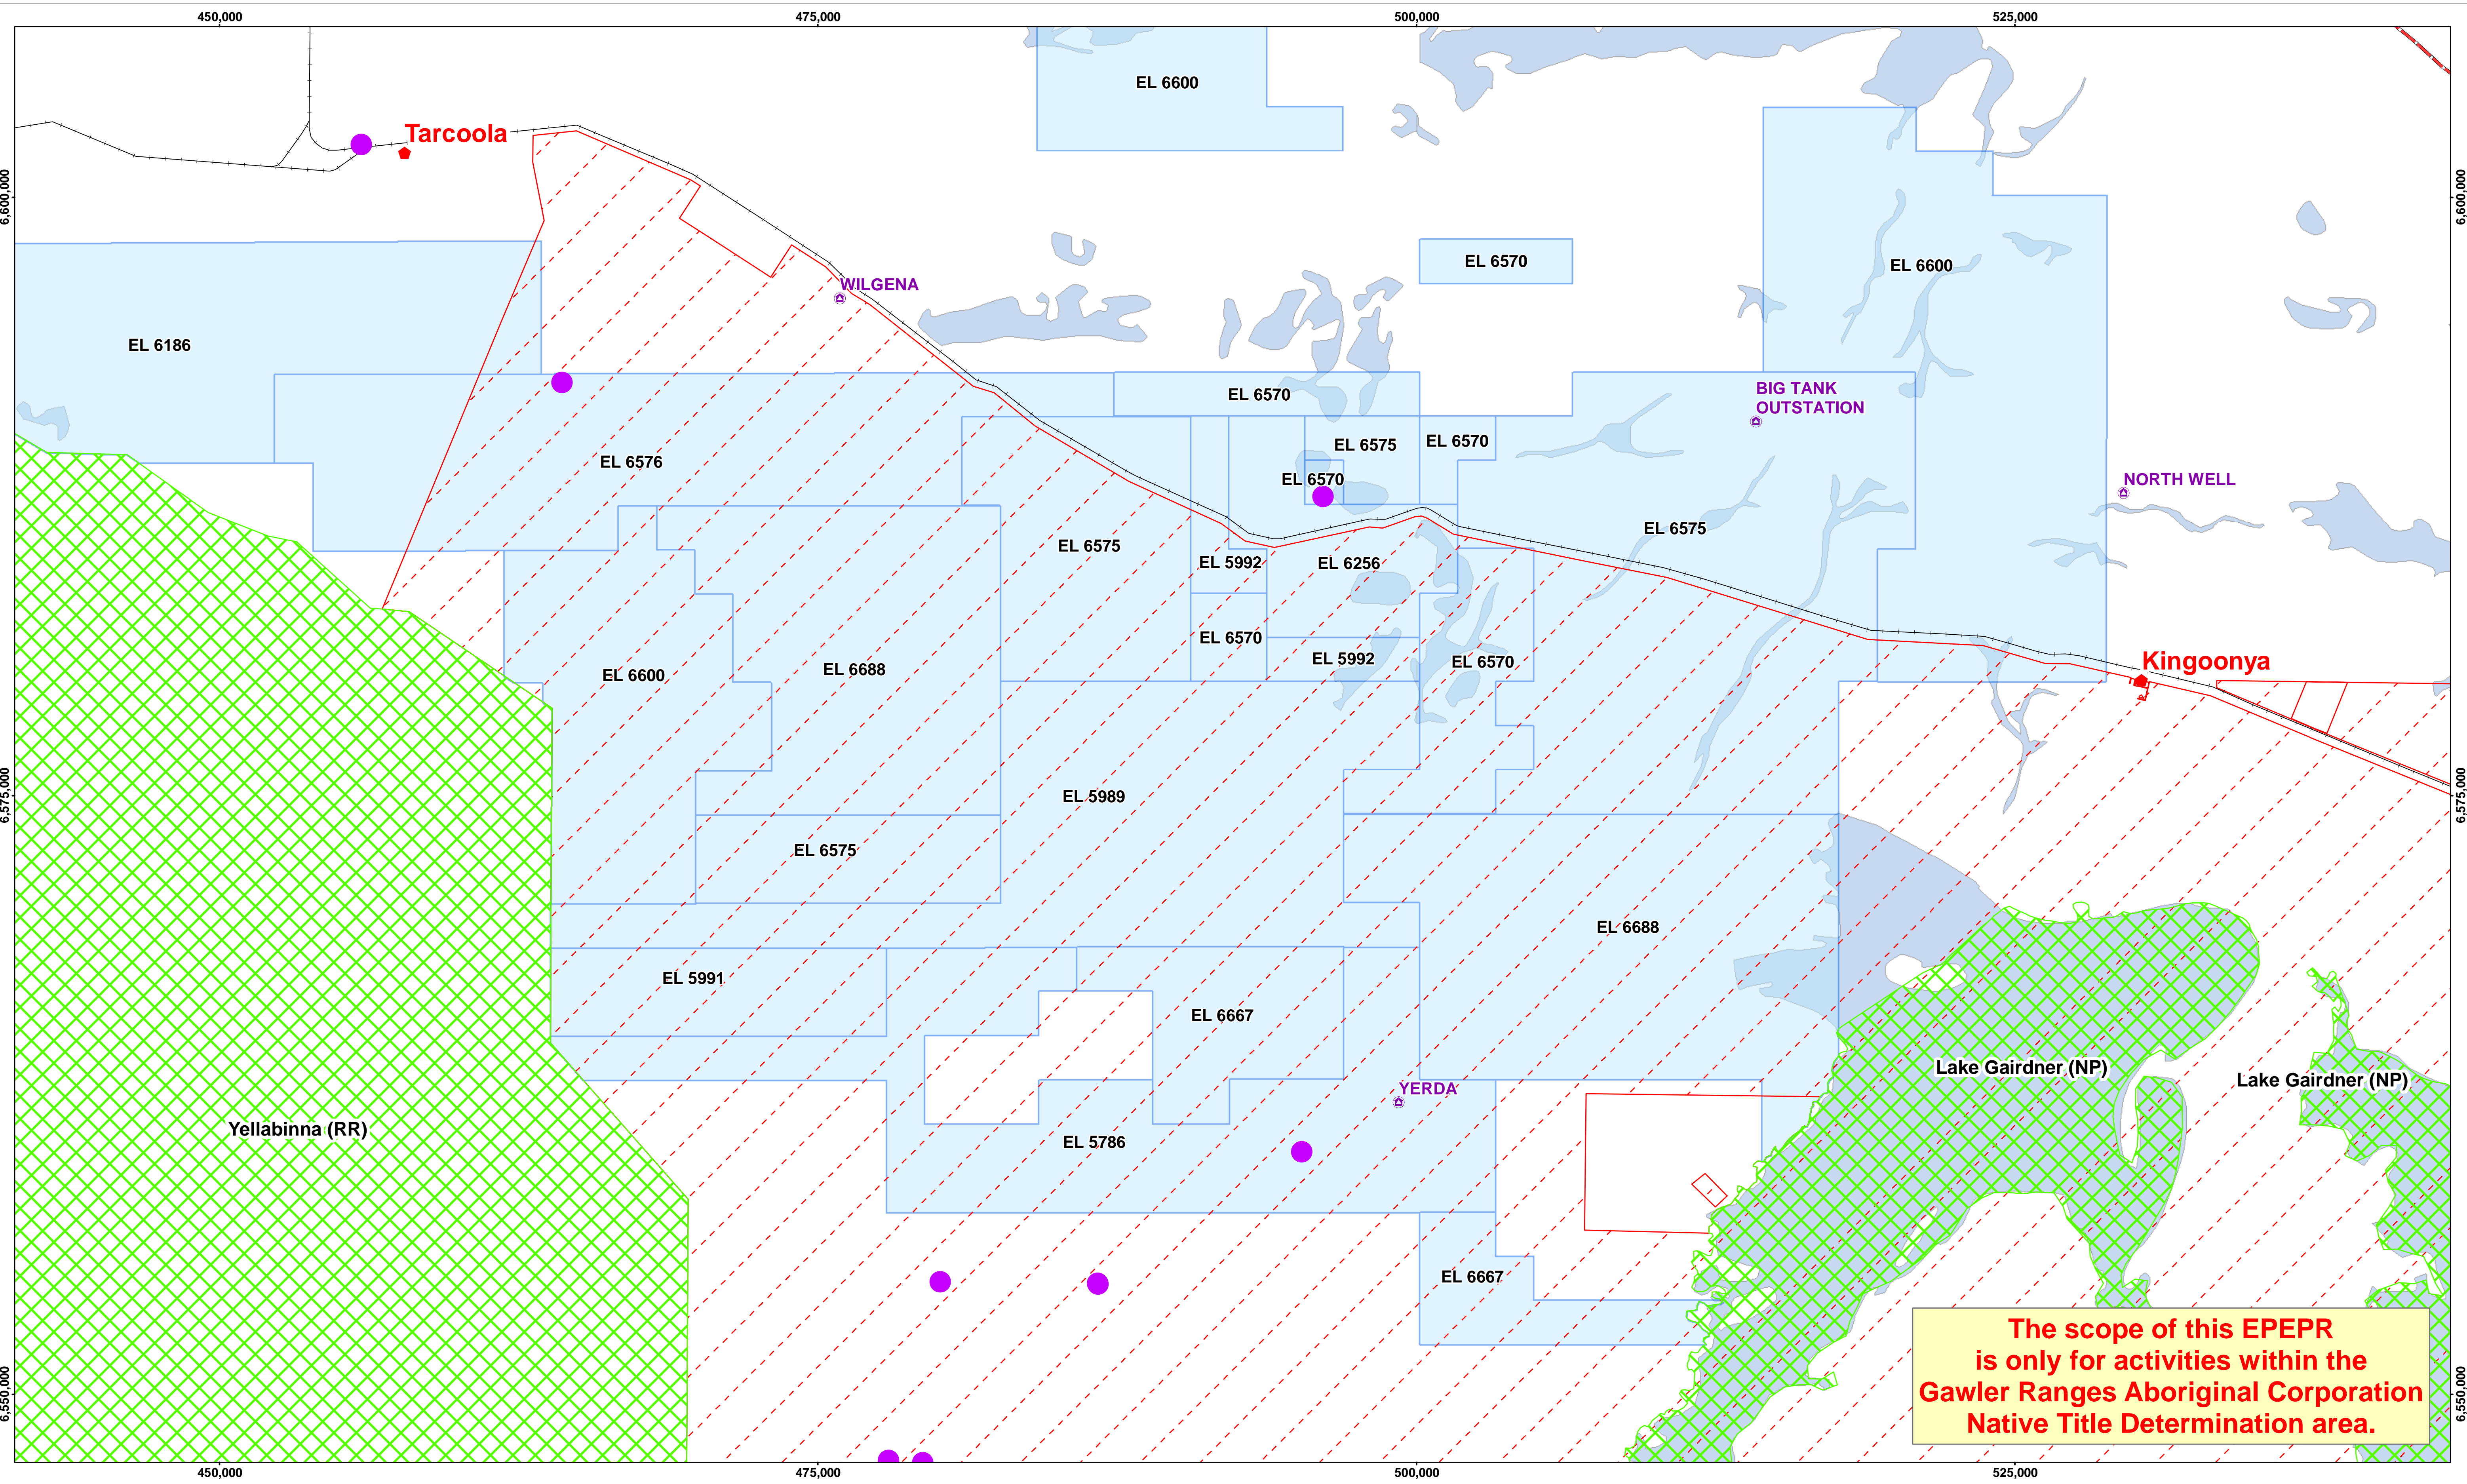 450,000
475,000
500,000
525,000
EL 6600
Tarcoola
6,600,000
6,600,000
EL 6570
EL 6600
WILGENA
EL 6186
EL 6570
BIG TANK
OUTSTATION
EL 6575
EL 6570
EL 6576
EL 6570
NORTH WELL
EL 6575
EL 6575
EL 5992
EL 6256
EL 6570
EL 5992
EL 6570
Kingoonya
EL 6600
EL 6688
6,575,000
EL 5989
6,575,000
EL 6575
EL 6688
EL 5991
EL 6667
Lake Gairdner (NP)
Lake Gairdner (NP)
YERDA
Yellabinna (RR)
EL 5786
EL 6667
The scope of this EPEPR
is only for activities within the
Gawler Ranges Aboriginal Corporation
Native Title Determination area.
6,550,000
6,550,000
450,000
475,000
500,000
525,000